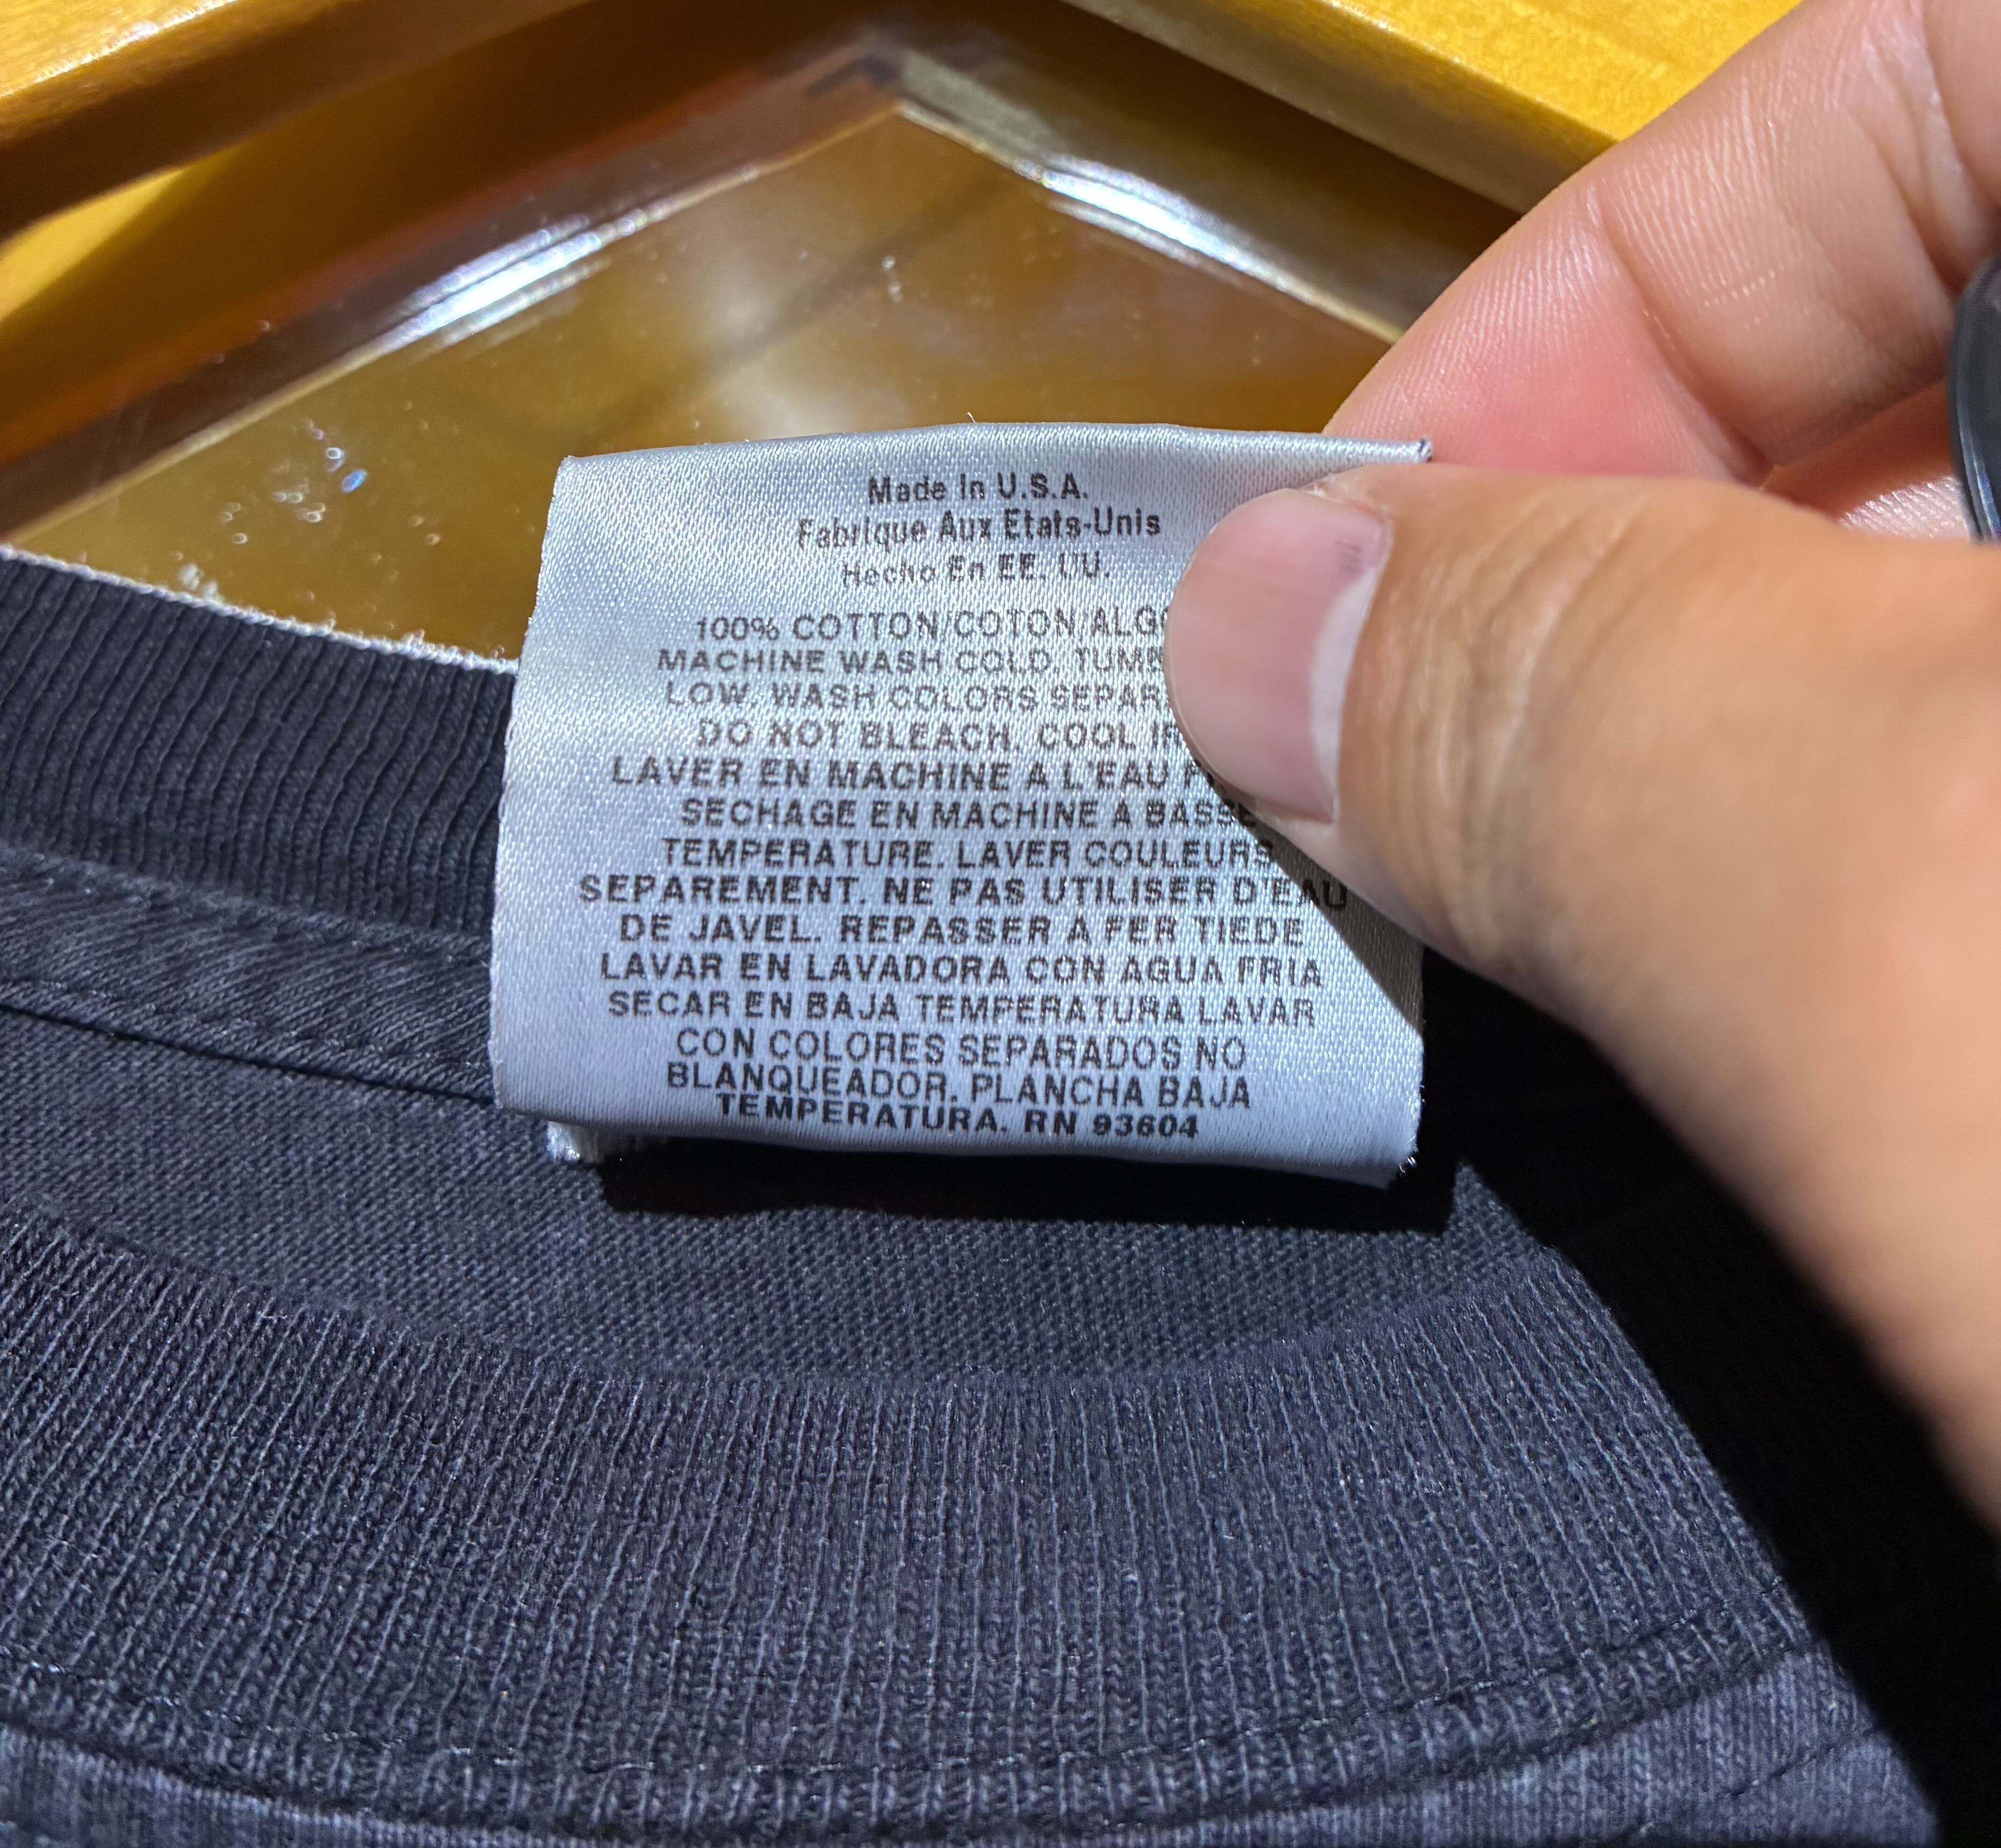 Made In U.S.A.
Fabrique Aux Etats-Unis
Hecho En EE. UU.
100% COTTON/COTON/ALGO
MACHINE WASH COLD. TUMB
LOW. WASH COLORS SEPAR
DO NOT BLEACH. COOL IR
LAVER EN MACHINE A L'EAU
SECHAGE EN MACHINE A BASSE
TEMPERATURE. LAVER COULEURS
SEPAREMENT. NE PAS UTILISER D'EAU
DE JAVEL. REPASSER A FER TIEDE
LAVAR EN LAVADORA CON AGUA FRIA
SECAR EN BAJA TEMPERATURA LAVAR
CON COLORES SEPARADOS NO
BLANQUEADOR. PLANCHA BAJA
TEMPERATURA. RN 93604